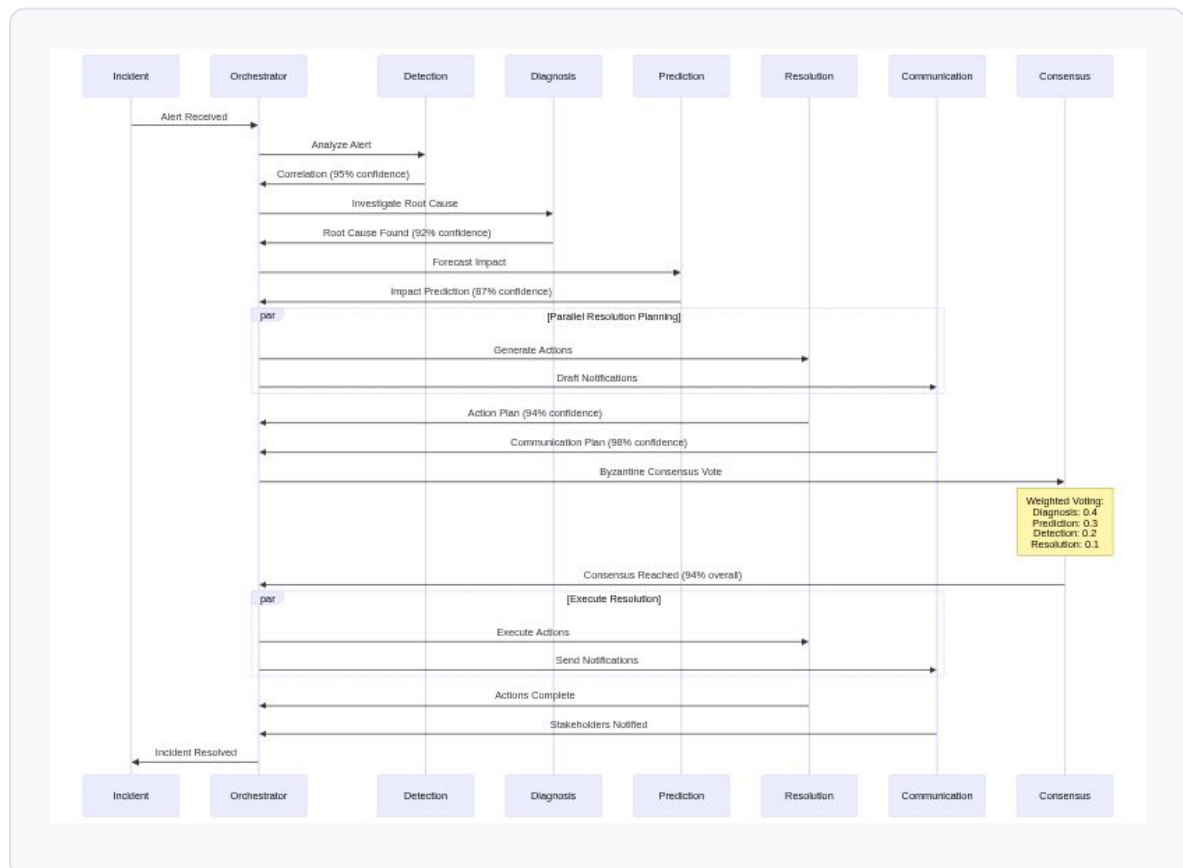 Incident
Orchestrator
Detection
Diagnosis
Prediction
Resolution
Communication
Consensus
Alert Received
Analyze Alert
Correlation (95% confidence)
Investigate Root Cause
Root Cause Found (92% confidence)
Forecast Impact
Impact Prediction (87% confidence)
par
[Parallel Resolution Planning]
Generate Actions
Draft Notifications
Action Plan (94% confidence)
Communication Plan (98% confidence)
Byzantine Consensus Vote
Weighted Voting:
Diagnosis: 0.4
Prediction: 0.3
Detection: 0.2
Resolution: 0.1
Consensus Reached (94% overall)
par
[Execute Resolution]
Execute Actions
Send Notifications
Actions Complete
Stakeholders Notified
Incident Resolved
Incident
Orchestrator
Detection
Diagnosis
Prediction
Resolution
Communication
Consensus